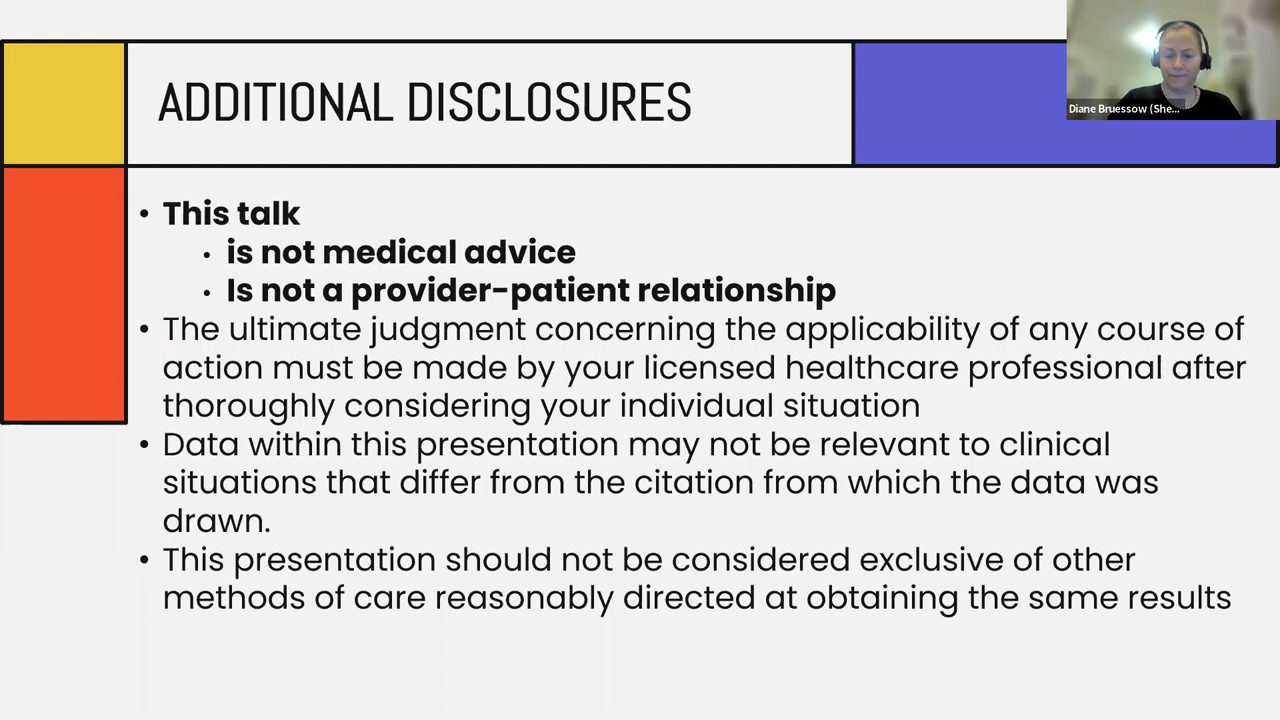 Diane Bruessow (She...
ADDITIONAL DISCLOSURES
• This talk
• is not medical advice
• Is not a provider-patient relationship
• The ultimate judgment concerning the applicability of any course of
action must be made by your licensed healthcare professional after
thoroughly considering your individual situation
• Data within this presentation may not be relevant to clinical
situations that differ from the citation from which the data was
drawn.
• This presentation should not be considered exclusive of other
methods of care reasonably directed at obtaining the same results